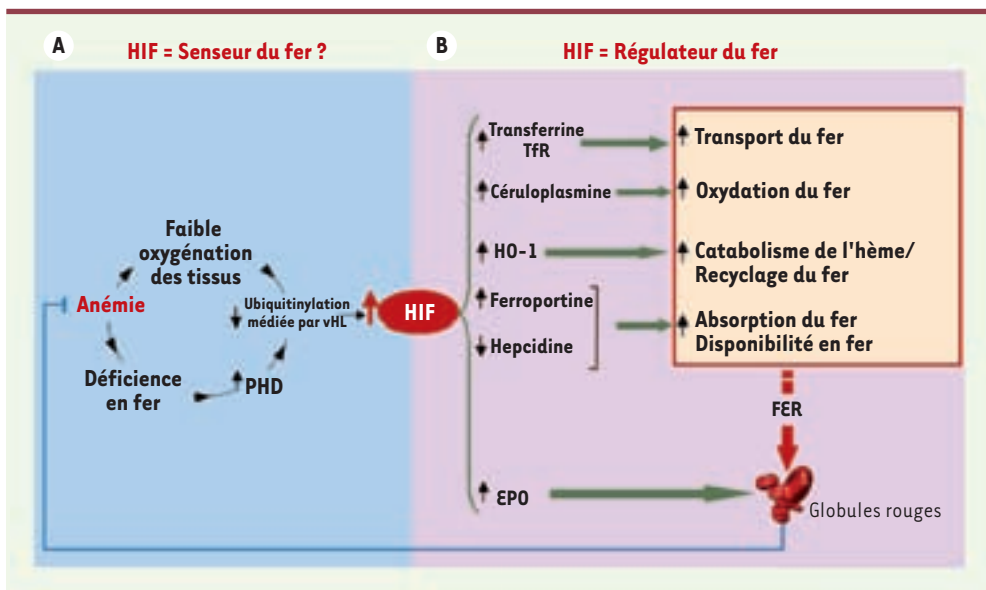 A
HIF = Senseur du fer ?
Faible
oxygénation
des tissus
Anémie
Ubiquitinylation
médiée par vHL
Déficience
en fer
PHD
B
HIF = Régulateur du fer
HIF
Transferrine
TfR
Céruloplasmine
HO-1
Ferroportine
Hepcidine
EPO
Transport du fer
Oxydation du fer
Catabolisme de l'hème/
Recyclage du fer
Absorption du fer
Disponibilité en fer
FER
Globules rouges